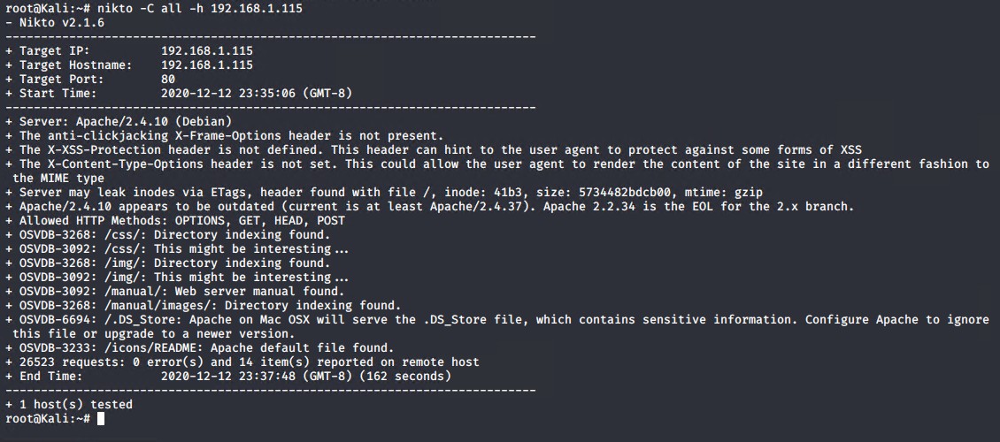 root@Kali:~# nikto -C all -h 192.168.1.115
- Nikto v2.1.6
---------------------------------------------------------------------------
+ Target IP:          192.168.1.115
+ Target Hostname:    192.168.1.115
+ Target Port:        80
+ Start Time:         2020-12-12 23:35:06 (GMT-8)
---------------------------------------------------------------------------
+ Server: Apache/2.4.10 (Debian)
+ The anti-clickjacking X-Frame-Options header is not present.
+ The X-XSS-Protection header is not defined. This header can hint to the user agent to protect against some forms of XSS
+ The X-Content-Type-Options header is not set. This could allow the user agent to render the content of the site in a different fashion to
the MIME type
+ Server may leak inodes via ETags, header found with file /, inode: 41b3, size: 5734482bdcb00, mtime: gzip
+ Apache/2.4.10 appears to be outdated (current is at least Apache/2.4.37). Apache 2.2.34 is the EOL for the 2.x branch.
+ Allowed HTTP Methods: OPTIONS, GET, HEAD, POST
+ OSVDB-3268: /css/: Directory indexing found.
+ OSVDB-3092: /css/: This might be interesting...
+ OSVDB-3268: /img/: Directory indexing found.
+ OSVDB-3092: /img/: This might be interesting...
+ OSVDB-3092: /manual/: Web server manual found.
+ OSVDB-3268: /manual/images/: Directory indexing found.
+ OSVDB-6694: /.DS_Store: Apache on Mac OSX will serve the .DS_Store file, which contains sensitive information. Configure Apache to ignore
this file or upgrade to a newer version.
+ OSVDB-3233: /icons/README: Apache default file found.
+ 26523 requests: 0 error(s) and 14 item(s) reported on remote host
+ End Time:           2020-12-12 23:37:48 (GMT-8) (162 seconds)
---------------------------------------------------------------------------
+ 1 host(s) tested
root@Kali:~#